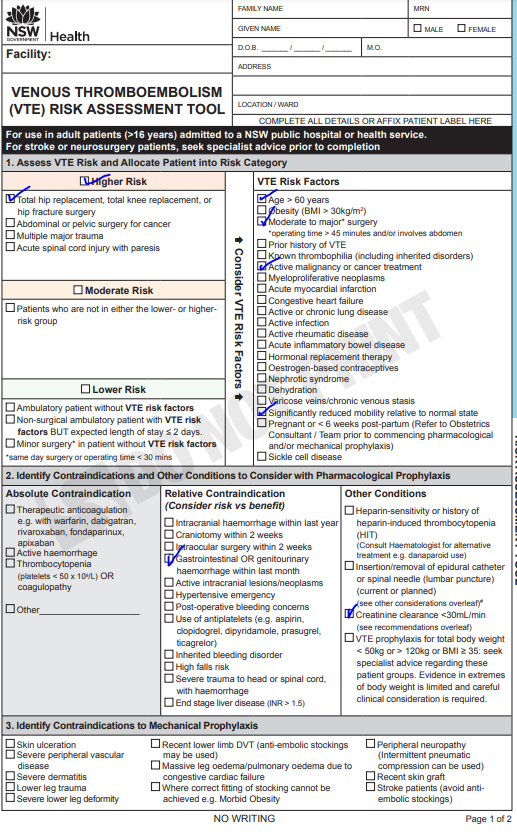 FAMILY NAME
MRN
NSW
GOVERNMENT
Health
GIVEN NAME
MALE
FEMALE
Facility:
D.O.B. _______ / _______ / _______
M.O.
ADDRESS
VENOUS THROMBOEMBOLISM
(VTE) RISK ASSESSMENT TOOL
LOCATION / WARD
COMPLETE ALL DETAILS OR AFFIX PATIENT LABEL HERE
For use in adult patients (>16 years) admitted to a NSW public hospital or health service.
For stroke or neurosurgery patients, seek specialist advice prior to completion
1. Assess VTE Risk and Allocate Patient into Risk Category
Higher Risk
Total hip replacement, total knee replacement, or
hip fracture surgery
Abdominal or pelvic surgery for cancer
Multiple major trauma
Acute spinal cord injury with paresis
Moderate Risk
Patients who are not in either the lower- or higher-
risk group
Lower Risk
Ambulatory patient without VTE risk factors
Non-surgical ambulatory patient with VTE risk
factors BUT expected length of stay ≤ 2 days.
Minor surgery* in patient without VTE risk factors
*same day surgery or operating time < 30 mins
Consider VTE Risk Factors
VTE Risk Factors
Age > 60 years
Obesity (BMI > 30kg/m²)
Moderate to major* surgery
*operating time > 45 minutes and/or involves abdomen
Prior history of VTE
Known thrombophilia (including inherited disorders)
Active malignancy or cancer treatment
Myeloproliferative neoplasms
Acute myocardial infarction
Congestive heart failure
Active or chronic lung disease
Active infection
Active rheumatic disease
Acute inflammatory bowel disease
Hormonal replacement therapy
Oestrogen-based contraceptives
Nephrotic syndrome
Dehydration
Varicose veins/chronic venous stasis
Significantly reduced mobility relative to normal state
Pregnant or < 6 weeks post-partum (Refer to Obstetrics
Consultant / Team prior to commencing pharmacological
and/or mechanical prophylaxis)
Sickle cell disease
2. Identify Contraindications and Other Conditions to Consider with Pharmacological Prophylaxis
Absolute Contraindication
Therapeutic anticoagulation
e.g. with warfarin, dabigatran,
rivaroxaban, fondaparinux,
apixaban
Active haemorrhage
Thrombocytopenia
(platelets < 50 x 10⁹/L) OR
coagulopathy
Other____________________
Relative Contraindication
(Consider risk vs benefit)
Intracranial haemorrhage within last year
Craniotomy within 2 weeks
Intraocular surgery within 2 weeks
Gastrointestinal OR genitourinary
haemorrhage within last month
Active intracranial lesions/neoplasms
Hypertensive emergency
Post-operative bleeding concerns
Use of antiplatelets (e.g. aspirin,
clopidogrel, dipyridamole, prasugrel,
ticagrelor)
Inherited bleeding disorder
High falls risk
Severe trauma to head or spinal cord,
with haemorrhage
End stage liver disease (INR > 1.5)
Other Conditions
Heparin-sensitivity or history of
heparin-induced thrombocytopenia
(HIT)
(Consult Haematologist for alternative
treatment e.g. danaparoid use)
Insertion/removal of epidural catheter
or spinal needle (lumbar puncture)
(current or planned)
(see other considerations overleaf)#
Creatinine clearance <30mL/min
(see recommendations overleaf)
VTE prophylaxis for total body weight
< 50kg or > 120kg or BMI ≥ 35: seek
specialist advice regarding these
patient groups. Evidence in extremes
of body weight is limited and careful
clinical consideration is required.
3. Identify Contraindications to Mechanical Prophylaxis
Skin ulceration
Severe peripheral vascular
disease
Severe dermatitis
Lower leg trauma
Severe lower leg deformity
Recent lower limb DVT (anti-embolic stockings
may be used)
Massive leg oedema/pulmonary oedema due to
congestive cardiac failure
Where correct fitting of stocking cannot be
achieved e.g. Morbid Obesity
Peripheral neuropathy
(Intermittent pneumatic
compression can be used)
Recent skin graft
Stroke patients (avoid anti-
embolic stockings)
NO WRITING
Page 1 of 2